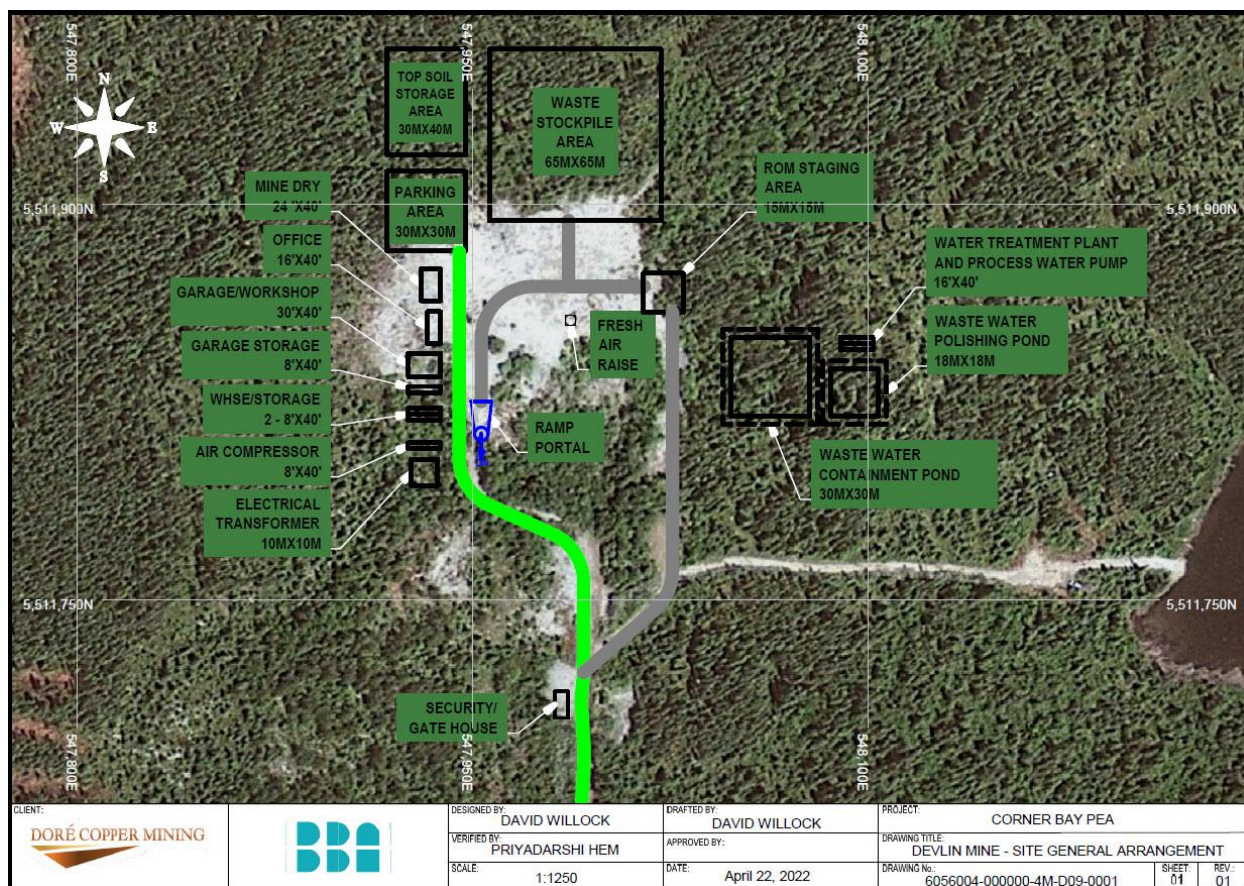 547,800E
547,950E
548,100E
N
W
E
S
TOP SOIL
STORAGE
AREA
30MX40M
WASTE
STOCKPILE
AREA
65MX65M
ROM STAGING
AREA
15MX15M
MINE DRY
24 'X40'
PARKING
AREA
30MX30M
5,511,900N
5,511,900N
OFFICE
16'X40'
WATER TREATMENT PLANT
AND PROCESS WATER PUMP
16'X40'
GARAGE/WORKSHOP
30'X40'
FRESH
AIR
RAISE
WASTE WATER
POLISHING POND
18MX18M
GARAGE STORAGE
8'X40'
WHSE/STORAGE
2 - 8'X40'
RAMP
PORTAL
AIR COMPRESSOR
8'X40'
WASTE WATER
CONTAINMENT POND
30MX30M
ELECTRICAL
TRANSFORMER
10MX10M
5,511,750N
5,511,750N
SECURITY/
GATE HOUSE
547,800E
547,950E
548,100E
CLIENT:
DORÉ COPPER MINING
BBA
DESIGNED BY:
DAVID WILLOCK
DRAFTED BY:
DAVID WILLOCK
PROJECT:
CORNER BAY PEA
VERIFIED BY:
PRIYADARSHI HEM
APPROVED BY:
DRAWING TITLE:
DEVLIN MINE - SITE GENERAL ARRANGEMENT
SCALE:
1:1250
DATE:
April 22, 2022
DRAWING No.:
6056004-000000-4M-D09-0001
SHEET:
01
REV.:
01